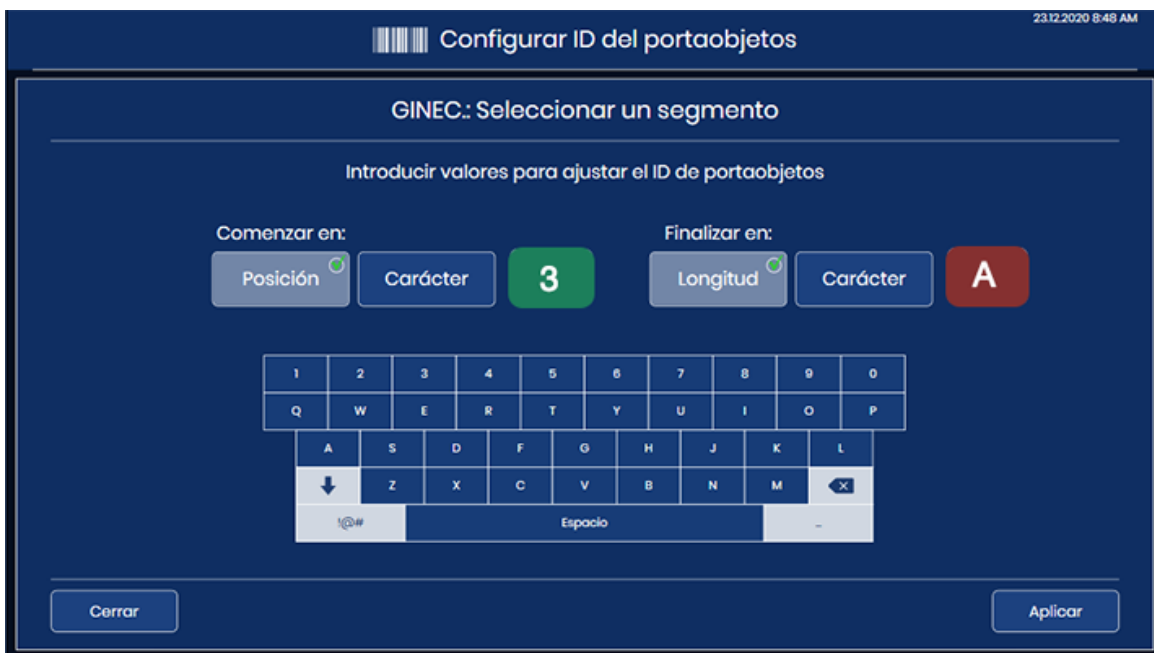 23.12.2020 8:48 AM
Configurar ID del portaobjetos
GINEC.: Seleccionar un segmento
Introducir valores para ajustar el ID de portaobjetos
Comenzar en: Finalizar en:
Posición Carácter 3 Longitud Carácter A
1 2 3 4 5 6 7 8 9 0
Q W E R T Y U I O P
A S D F G H J K L
Z X C V B N M
!@# Espacio _
Cerrar Aplicar